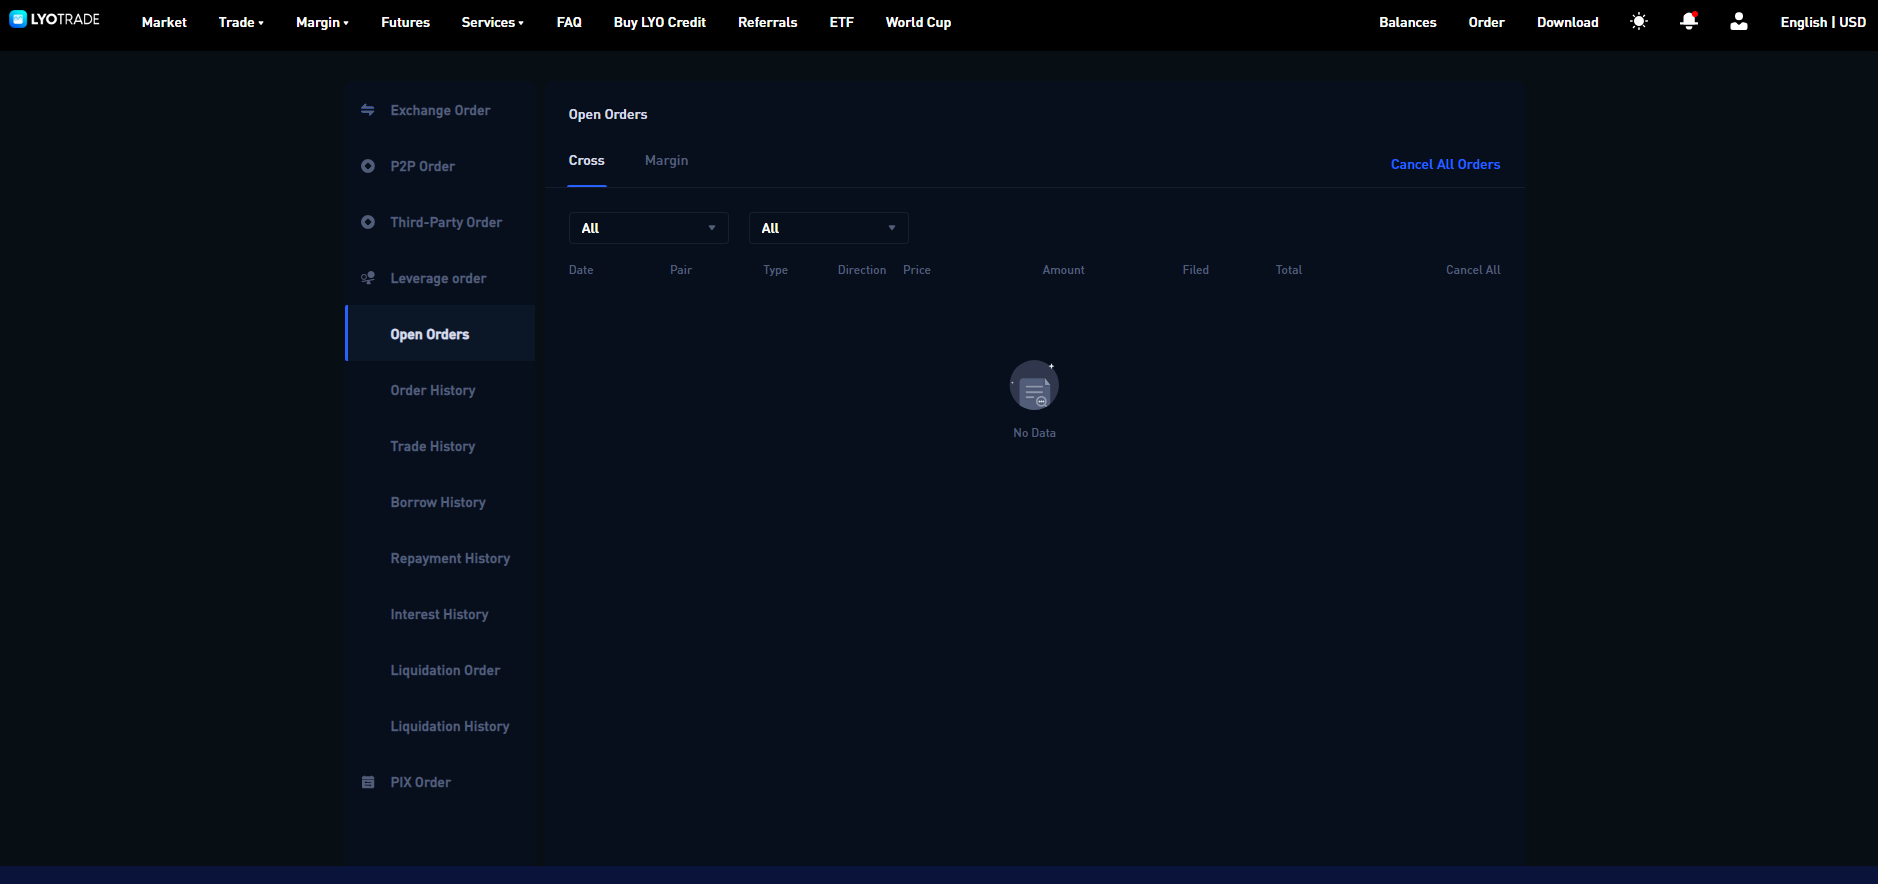 LYOTRADE Market Trade Margin Futures Services FAQ Buy LYO Credit Referrals ETF World Cup Balances Order Download English | USD
Exchange Order
P2P Order
Third-Party Order
Leverage order
Open Orders
Order History
Trade History
Borrow History
Repayment History
Interest History
Liquidation Order
Liquidation History
PIX Order
Open Orders
Cross Margin Cancel All Orders
All All
Date Pair Type Direction Price Amount Filed Total Cancel All
No Data